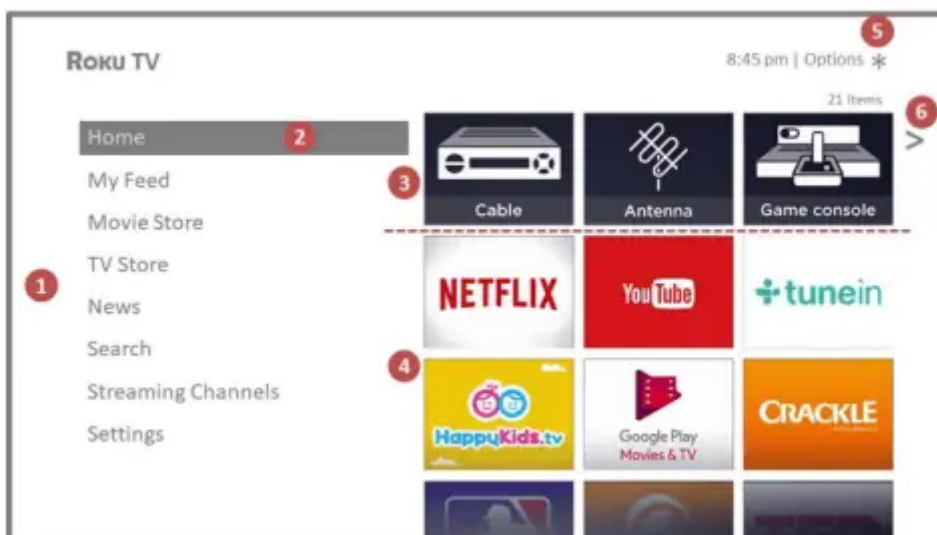 ROKU TV
8:45 pm | Options *
5
21 Items
6
>
Home 2
My Feed
Movie Store
TV Store
News
Search
Streaming Channels
Settings
1
3
Cable
Antenna
Game console
NETFLIX
YouTube
tunein
4
HappyKids.tv
Google Play
Movies & TV
CRACKLE